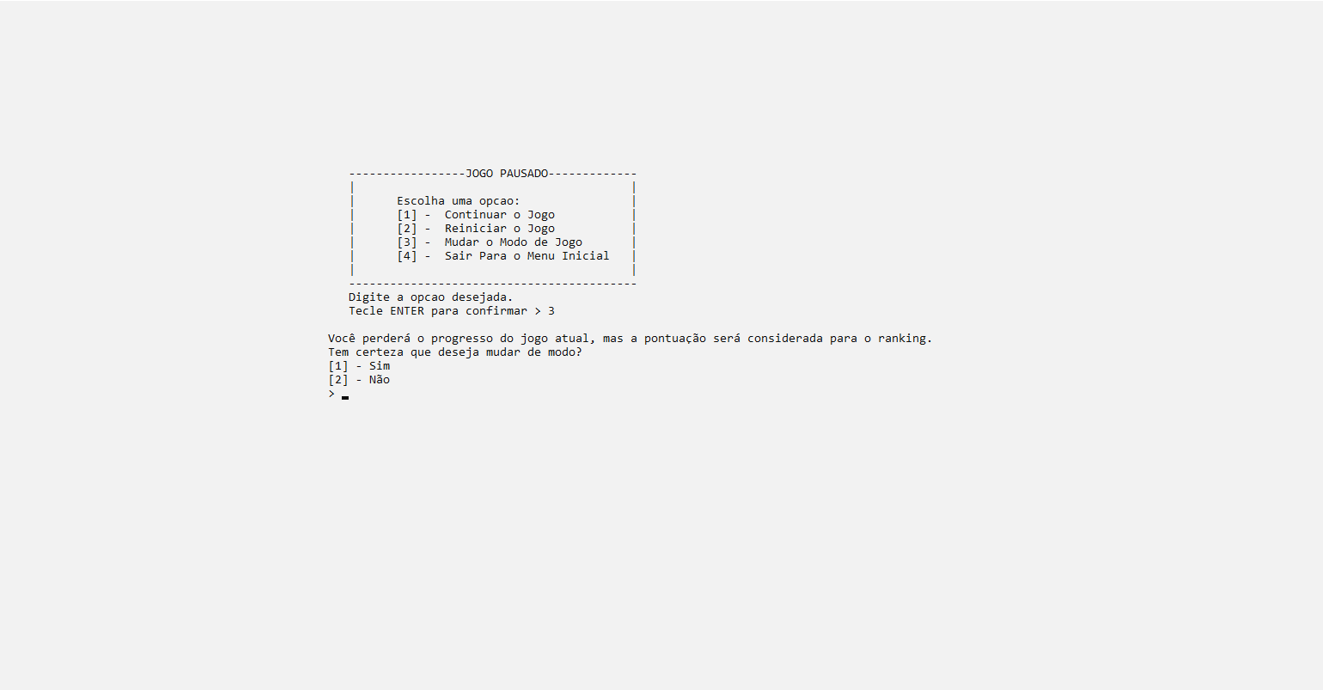 -----------------JOGO PAUSADO-------------
|                                        |
|      Escolha uma opcao:                |
|      [1] -  Continuar o Jogo           |
|      [2] -  Reiniciar o Jogo           |
|      [3] -  Mudar o Modo de Jogo       |
|      [4] -  Sair Para o Menu Inicial   |
|                                        |
------------------------------------------
Digite a opcao desejada.
Tecle ENTER para confirmar > 3
Você perderá o progresso do jogo atual, mas a pontuação será considerada para o ranking.
Tem certeza que deseja mudar de modo?
[1] - Sim
[2] - Não
>